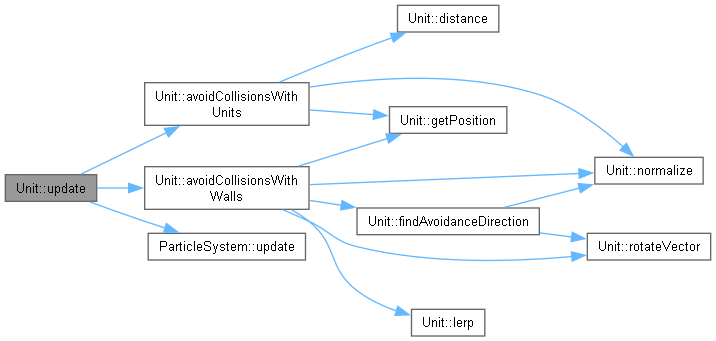 Unit::update
Unit::avoidCollisionsWith
Units
Unit::avoidCollisionsWith
Walls
ParticleSystem::update
Unit::distance
Unit::getPosition
Unit::findAvoidanceDirection
Unit::lerp
Unit::normalize
Unit::rotateVector